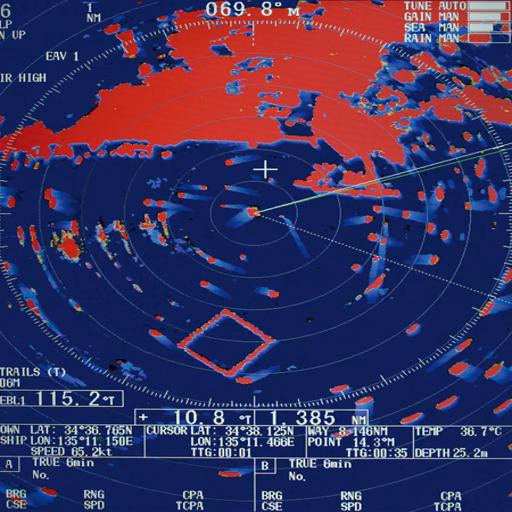 6
1
NM
069.8°M
TUNE AUTO
GAIN MAN
SEA MAN
RAIN MAN
LP
N UP
EAV 1
IR HIGH
TRAILS (T)
06M
EBL1 115.2°T
+ 10.8 °T 1.385 NM
OWN LAT: 34°36.765N
SHIP LON:135°11.150E
SPEED 65.2kt
CURSOR LAT: 34°38.125N
LON:135°11.466E
TTG:00:01
WAY 8.146NM
POINT 14.3°M
TTG:00:35
TEMP 36.7°C
DEPTH 25.2m
A TRUE 6min
No.
B TRUE 6min
No.
BRG RNG CPA
CSE SPD TCPA
BRG RNG CPA
CSE SPD TCPA